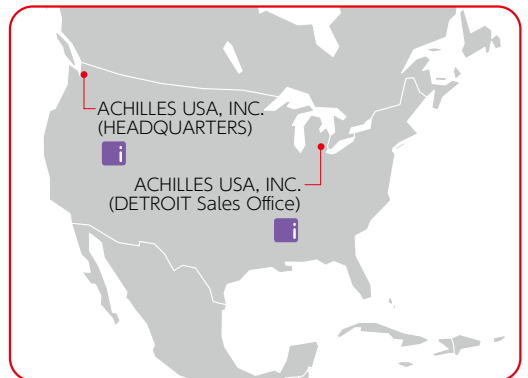 ACHILLES USA, INC.
(HEADQUARTERS)
i
ACHILLES USA, INC.
(DETROIT Sales Office)
i